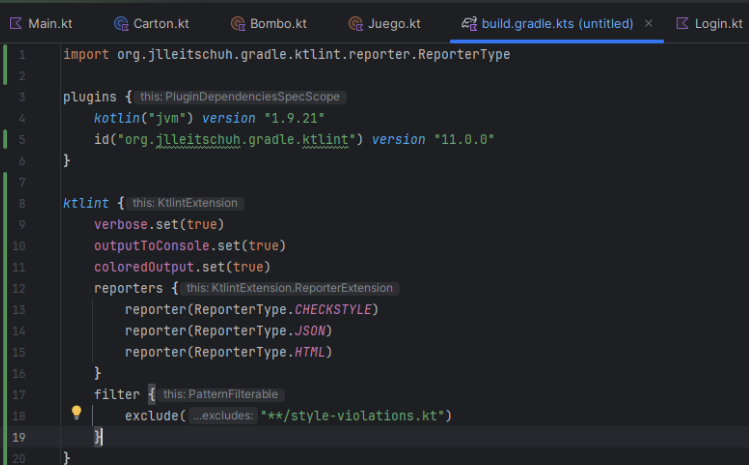 Main.kt Carton.kt Bombo.kt Juego.kt build.gradle.kts (untitled) × Login.kt
1 import org.jlleitschuh.gradle.ktlint.reporter.ReporterType
2
3 plugins { this: PluginDependenciesSpecScope
4 kotlin("jvm") version "1.9.21"
5 id("org.jlleitschuh.gradle.ktlint") version "11.0.0"
6 }
7
8 ktlint { this: KtlintExtension
9 verbose.set(true)
10 outputToConsole.set(true)
11 coloredOutput.set(true)
12 reporters { this: KtlintExtension.ReporterExtension
13 reporter(ReporterType.CHECKSTYLE)
14 reporter(ReporterType.JSON)
15 reporter(ReporterType.HTML)
16 }
17 filter { this: PatternFilterable
18 exclude( ...excludes: "**/style-violations.kt")
19 }
20 }